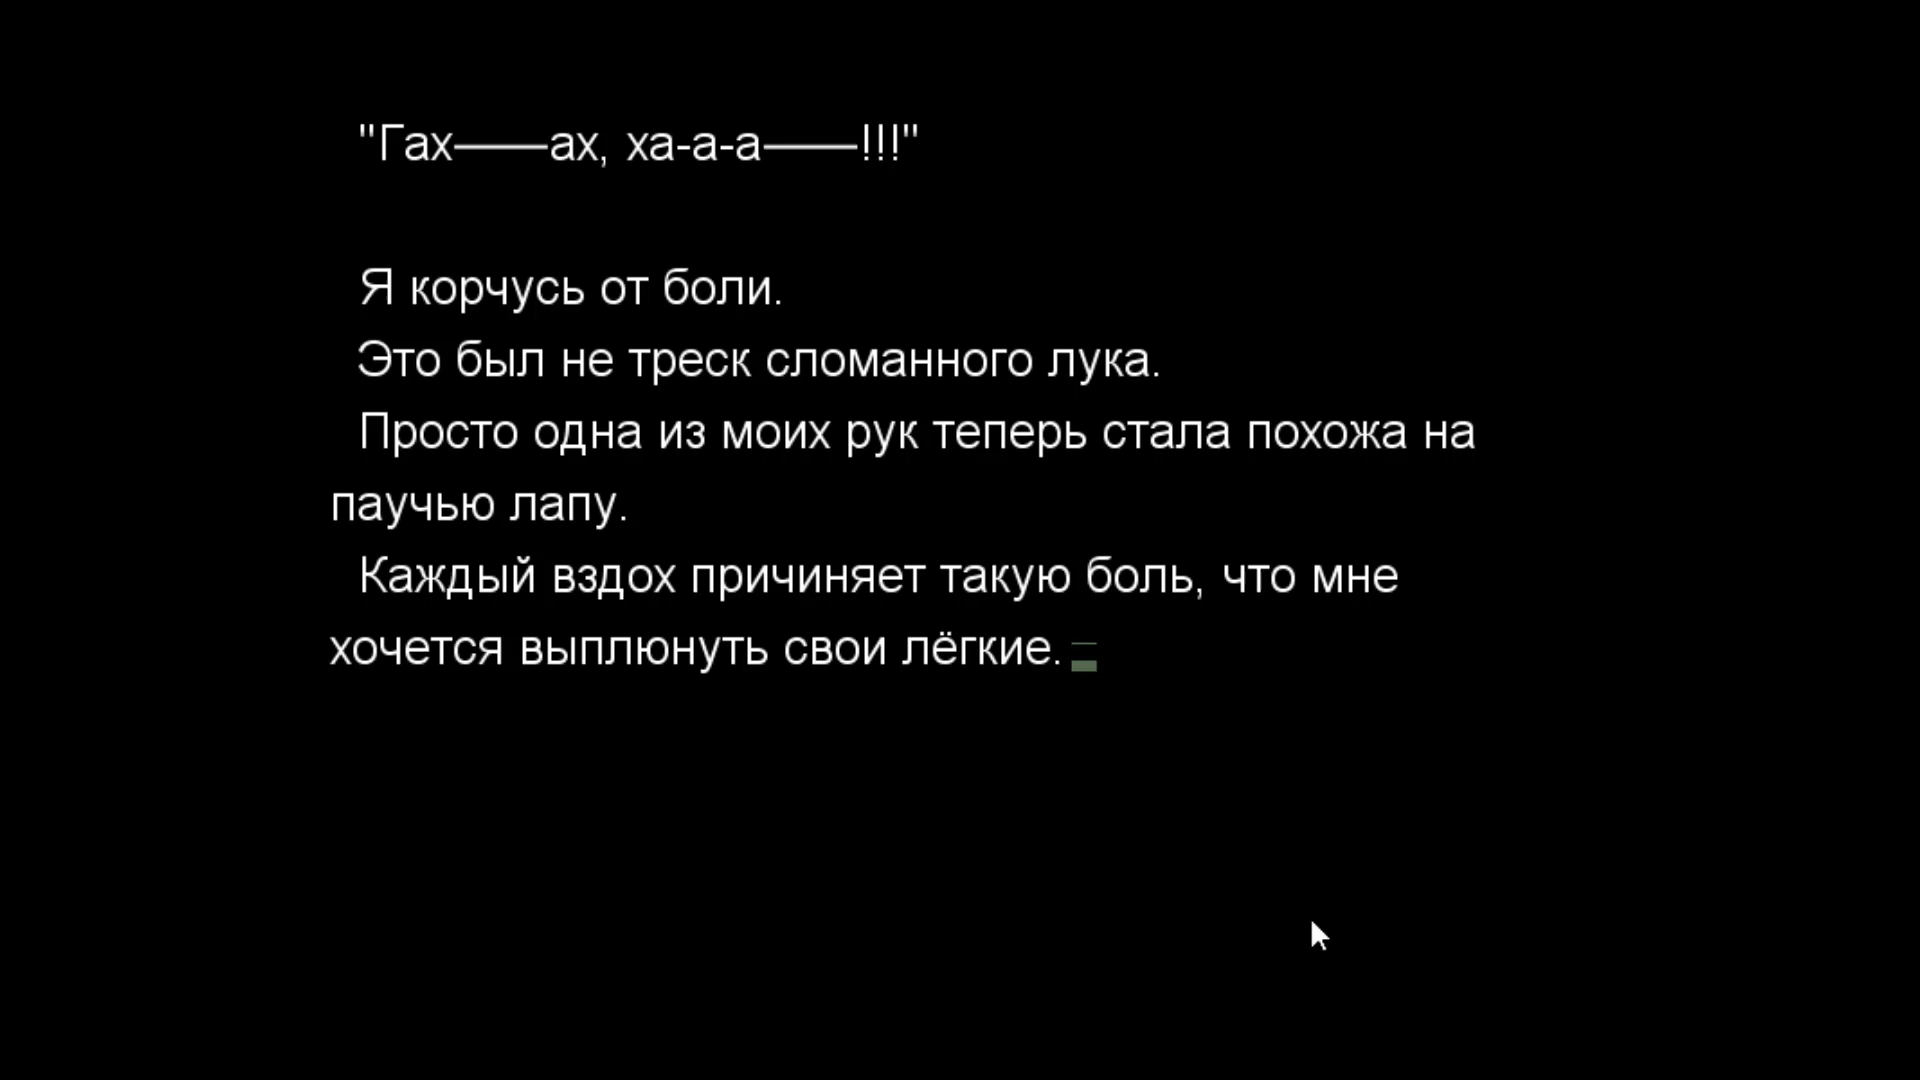 "Гах——ах, ха-а-а——!!!"
Я корчусь от боли.
Это был не треск сломанного лука.
Просто одна из моих рук теперь стала похожа на
паучью лапу.
Каждый вздох причиняет такую боль, что мне
хочется выплюнуть свои лёгкие.